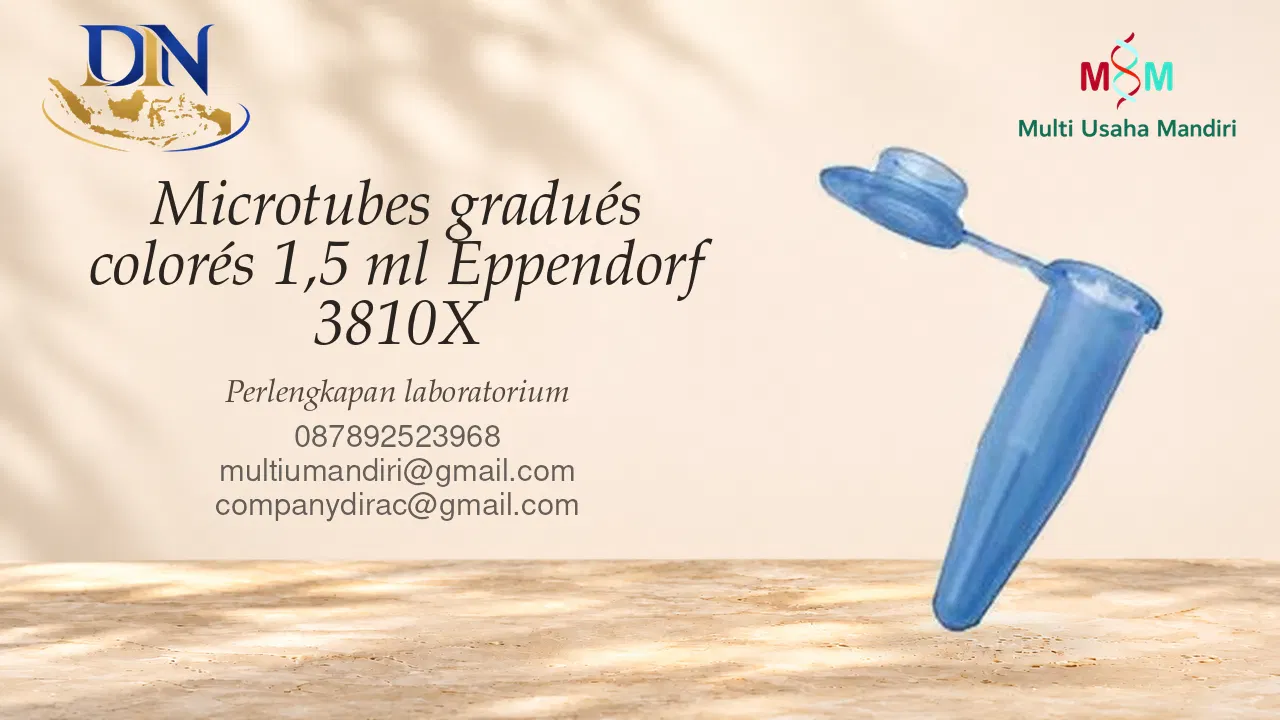 DIN
M M
Multi Usaha Mandiri
Microtubes gradués
colorés 1,5 ml Eppendorf
3810X
Perlengkapan laboratorium
087892523968
multiumandiri@gmail.com
companydirac@gmail.com